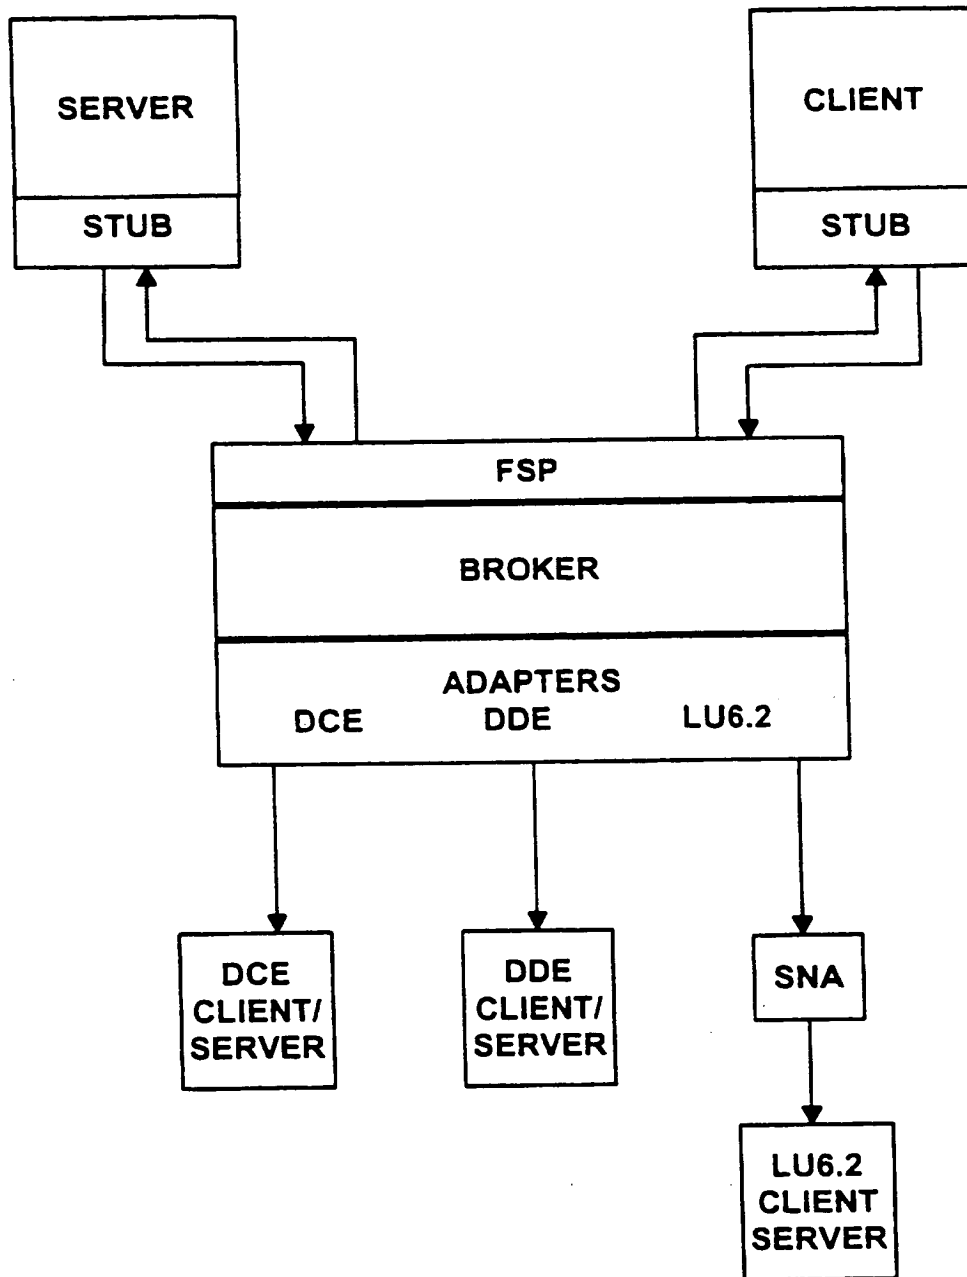 SERVER
CLIENT
STUB
STUB
FSP
BROKER
ADAPTERS
DCE DDE LU6.2
DCE
CLIENT/
SERVER
DDE
CLIENT/
SERVER
SNA
LU6.2
CLIENT
SERVER